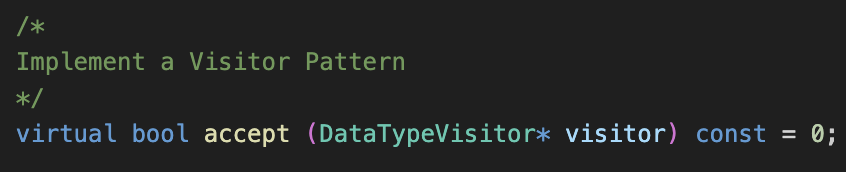 /*
Implement a Visitor Pattern
*/
virtual bool accept (DataTypeVisitor* visitor) const = 0;